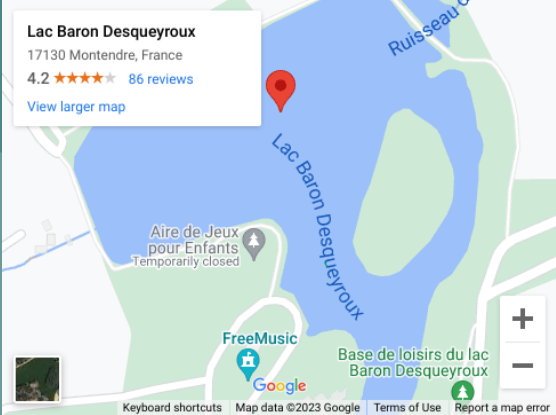 Lac Baron Desqueyroux
17130 Montendre, France
4.2 86 reviews
View larger map
Lac Baron Desqueyroux
Aire de Jeux
pour Enfants
Temporarily closed
FreeMusic
Base de loisirs du lac
Baron Desqueyroux
Google
Keyboard shortcuts Map data ©2023 Google Terms of Use Report a map error
Ruisseau